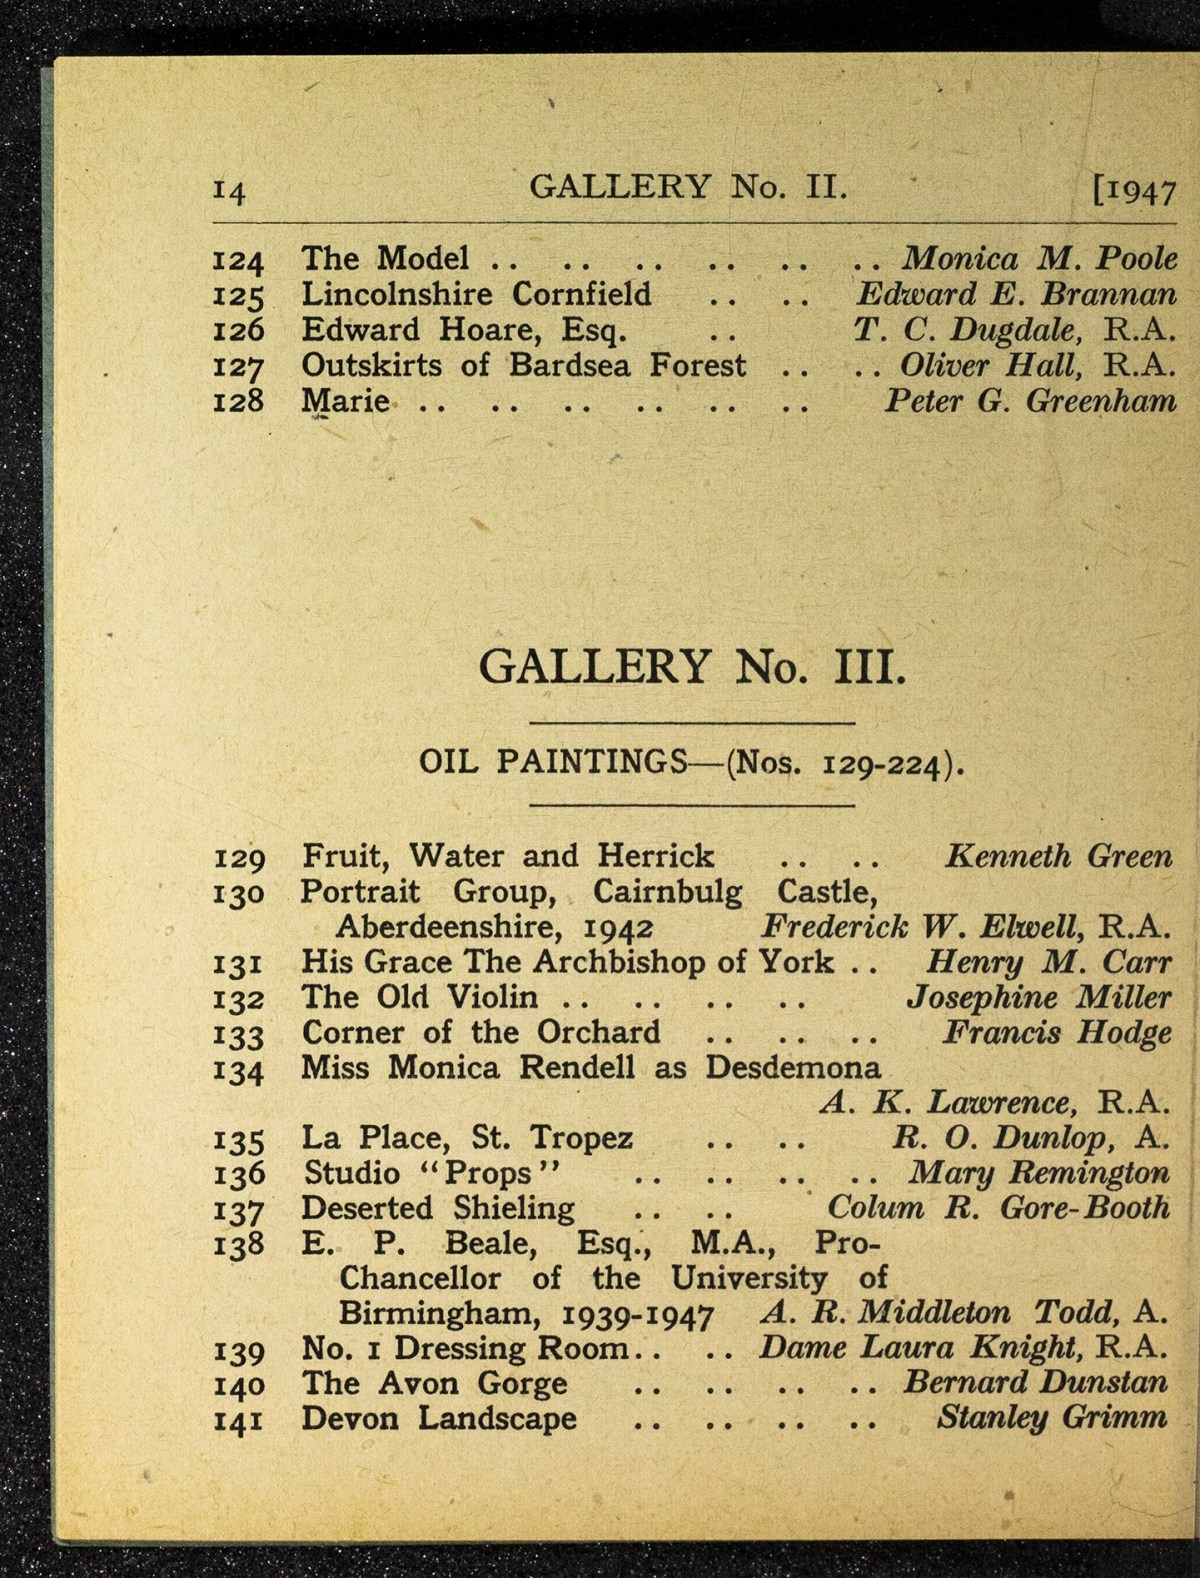 14 GALLERY No. II. [1947
124 The Model .. .. .. .. .. .. Monica M. Poole
125 Lincolnshire Cornfield .. .. Edward E. Brannan
126 Edward Hoare, Esq. .. T. C. Dugdale, R.A.
127 Outskirts of Bardsea Forest .. .. Oliver Hall, R.A.
128 Marie .. .. .. .. .. .. Peter G. Greenham
GALLERY No. III.
OIL PAINTINGS—(Nos. 129-224).
129 Fruit, Water and Herrick .. .. Kenneth Green
130 Portrait Group, Cairnbulg Castle,
Aberdeenshire, 1942 Frederick W. Elwell, R.A.
131 His Grace The Archbishop of York .. Henry M. Carr
132 The Old Violin .. .. .. .. Josephine Miller
133 Corner of the Orchard .. .. .. Francis Hodge
134 Miss Monica Rendell as Desdemona
A. K. Lawrence, R.A.
135 La Place, St. Tropez .. .. R. O. Dunlop, A.
136 Studio “Props” .. .. .. .. Mary Remington
137 Deserted Shieling .. .. Colum R. Gore-Booth
138 E. P. Beale, Esq., M.A., Pro-
Chancellor of the University of
Birmingham, 1939-1947 A. R. Middleton Todd, A.
139 No. 1 Dressing Room.. .. Dame Laura Knight, R.A.
140 The Avon Gorge .. .. .. .. Bernard Dunstan
141 Devon Landscape .. .. .. .. Stanley Grimm